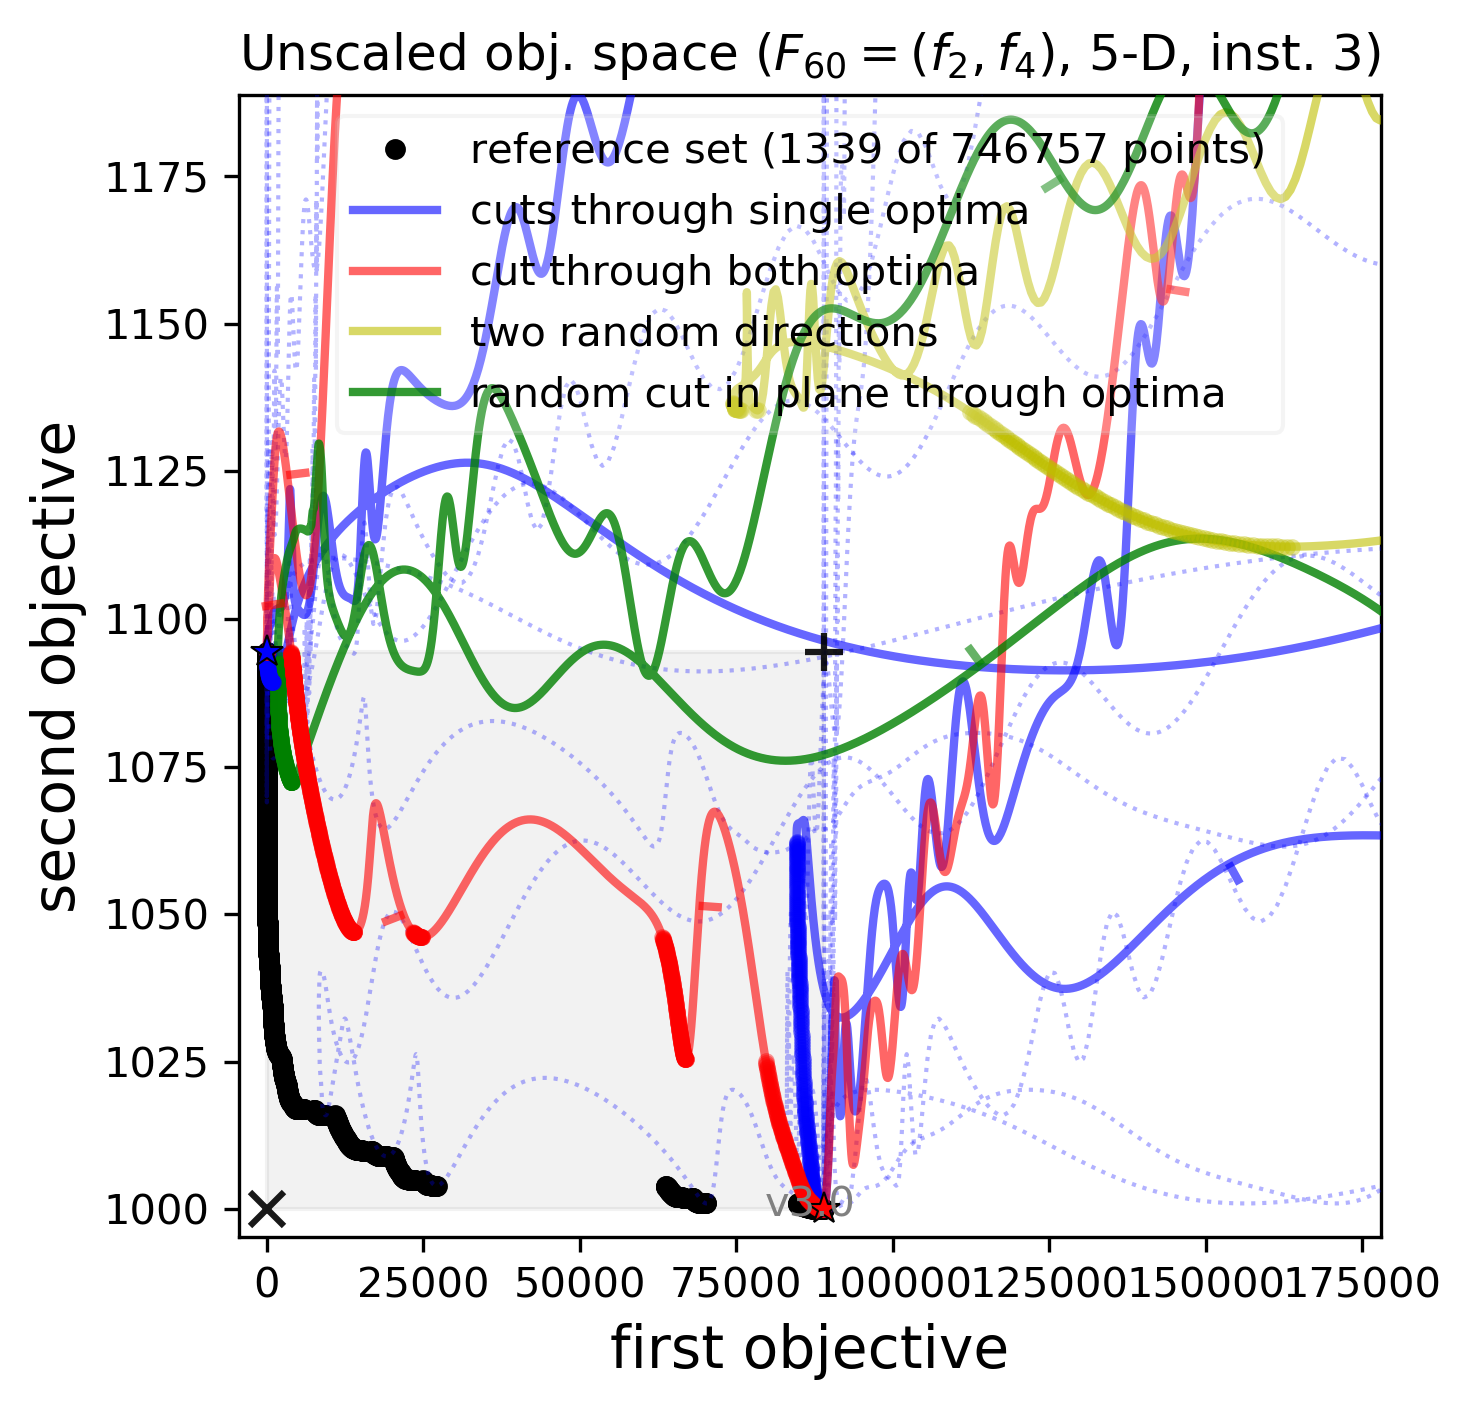 Unscaled obj. space (F₆₀ = (f₂, f₄), 5-D, inst. 3)
reference set (1339 of 746757 points)
cuts through single optima
cut through both optima
two random directions
random cut in plane through optima
second objective
1175
1150
1125
1100
1075
1050
1025
1000
v3.0
0 25000 50000 75000 100000 125000 150000 175000
first objective